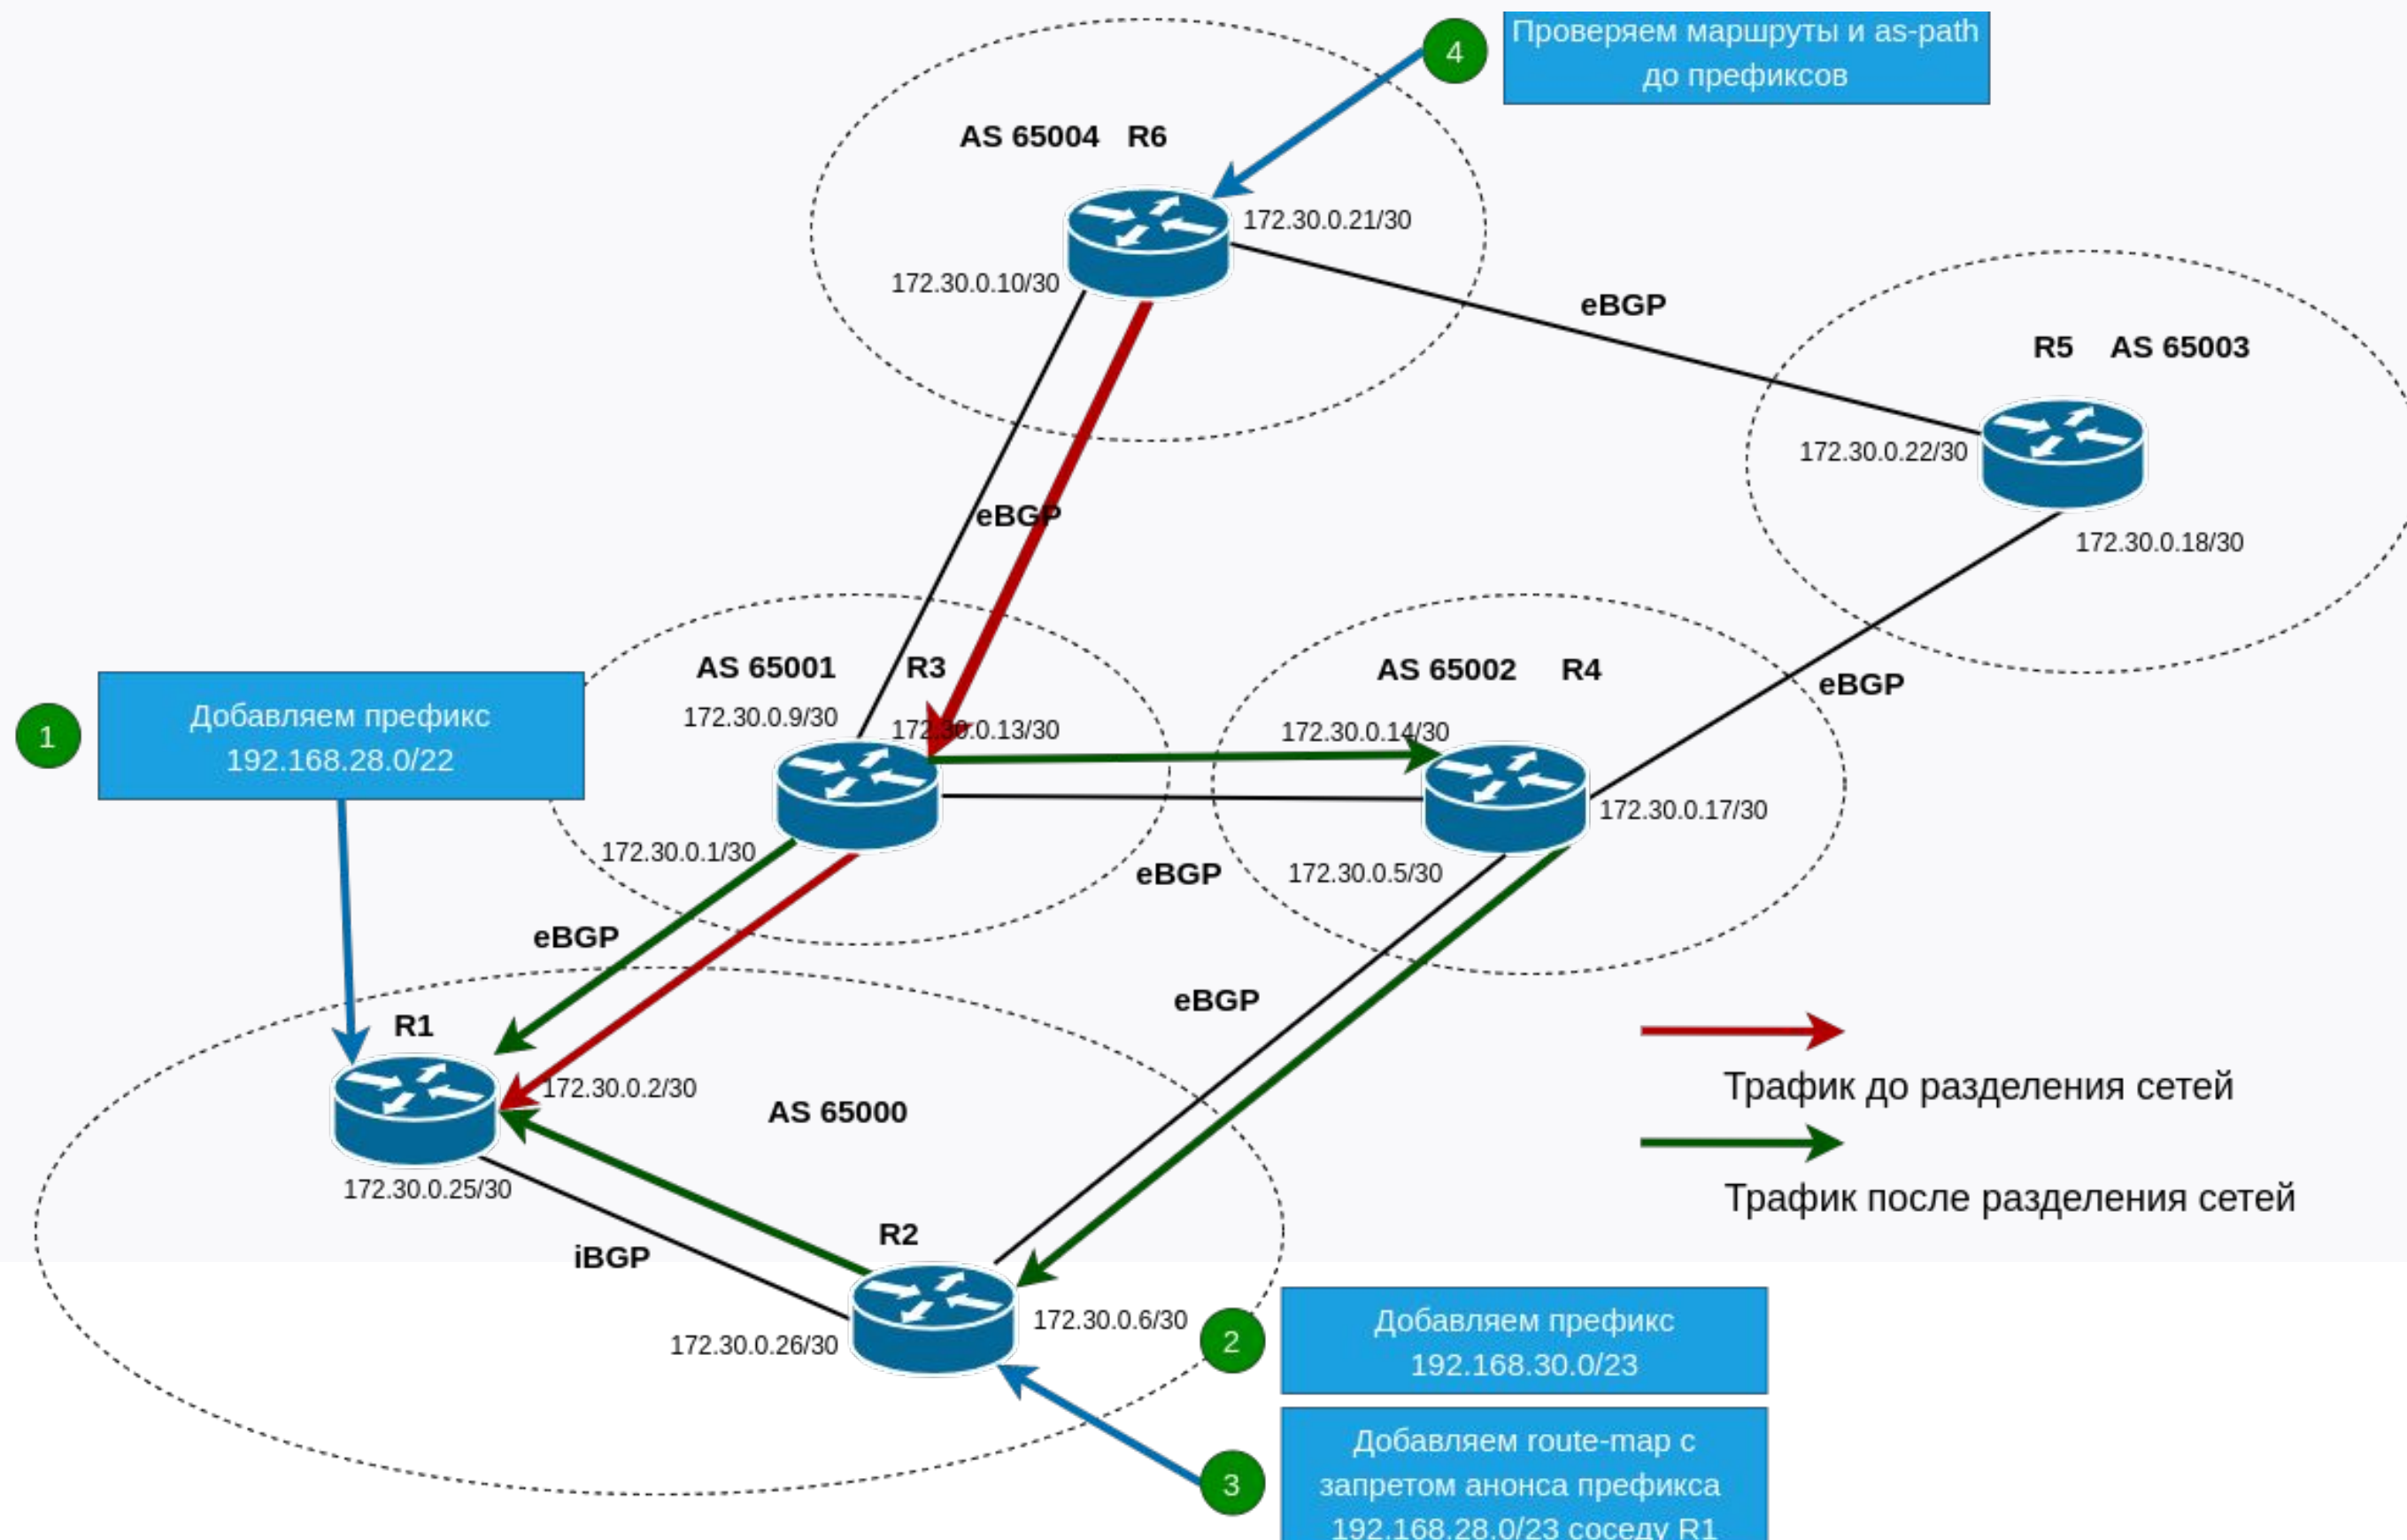 4
Проверяем маршруты и as-path
до префиксов
AS 65004 R6
172.30.0.21/30
172.30.0.10/30
eBGP
R5 AS 65003
172.30.0.22/30
172.30.0.18/30
eBGP
AS 65001 R3
172.30.0.9/30
172.30.0.13/30
AS 65002 R4
172.30.0.14/30
eBGP
1
Добавляем префикс
192.168.28.0/22
172.30.0.17/30
172.30.0.1/30
eBGP
172.30.0.5/30
eBGP
eBGP
R1
172.30.0.2/30
AS 65000
172.30.0.25/30
iBGP
R2
172.30.0.26/30
172.30.0.6/30
Трафик до разделения сетей
Трафик после разделения сетей
2
Добавляем префикс
192.168.30.0/23
3
Добавляем route-map с
запретом анонса префикса
192.168.28.0/23 соседу R1